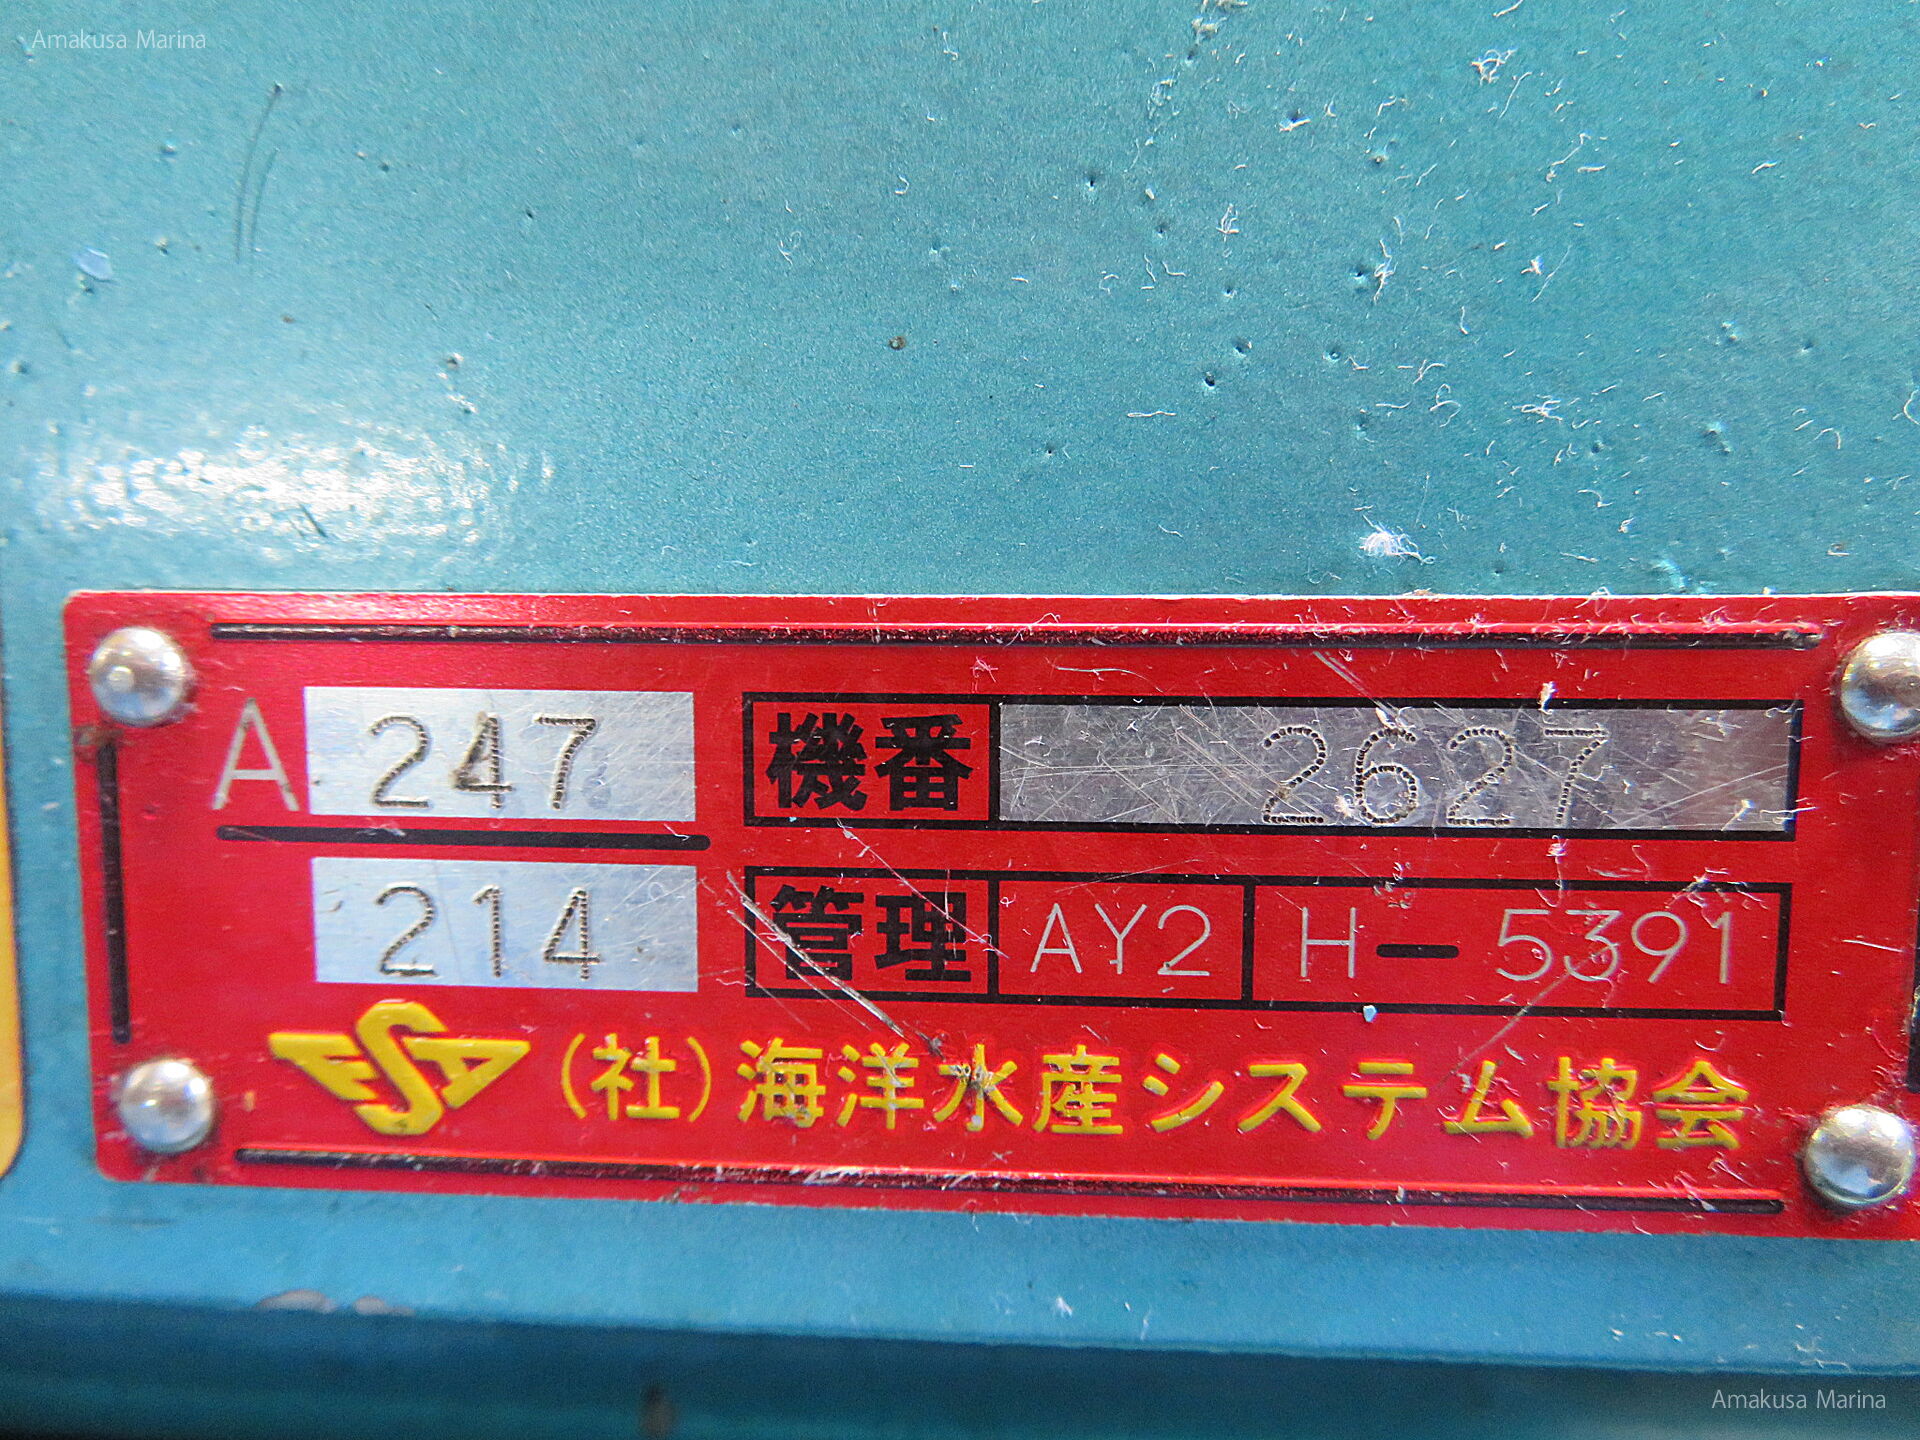 Amakusa Marina
A 247 機番 2627
214 管理 AY2 H-5391
FSA (社)海洋水産システム協会
Amakusa Marina